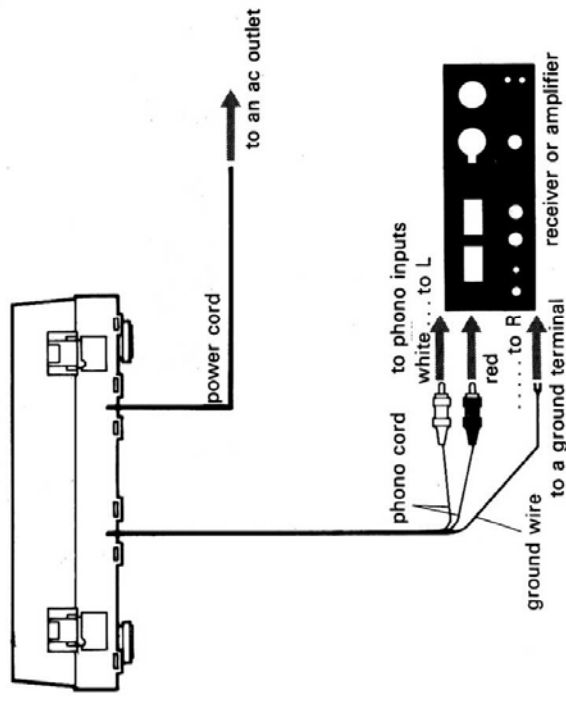 to an ac outlet
power cord
to phono inputs
white ... to L
red
......to R
to a ground terminal
phono cord
ground wire
receiver or amplifier